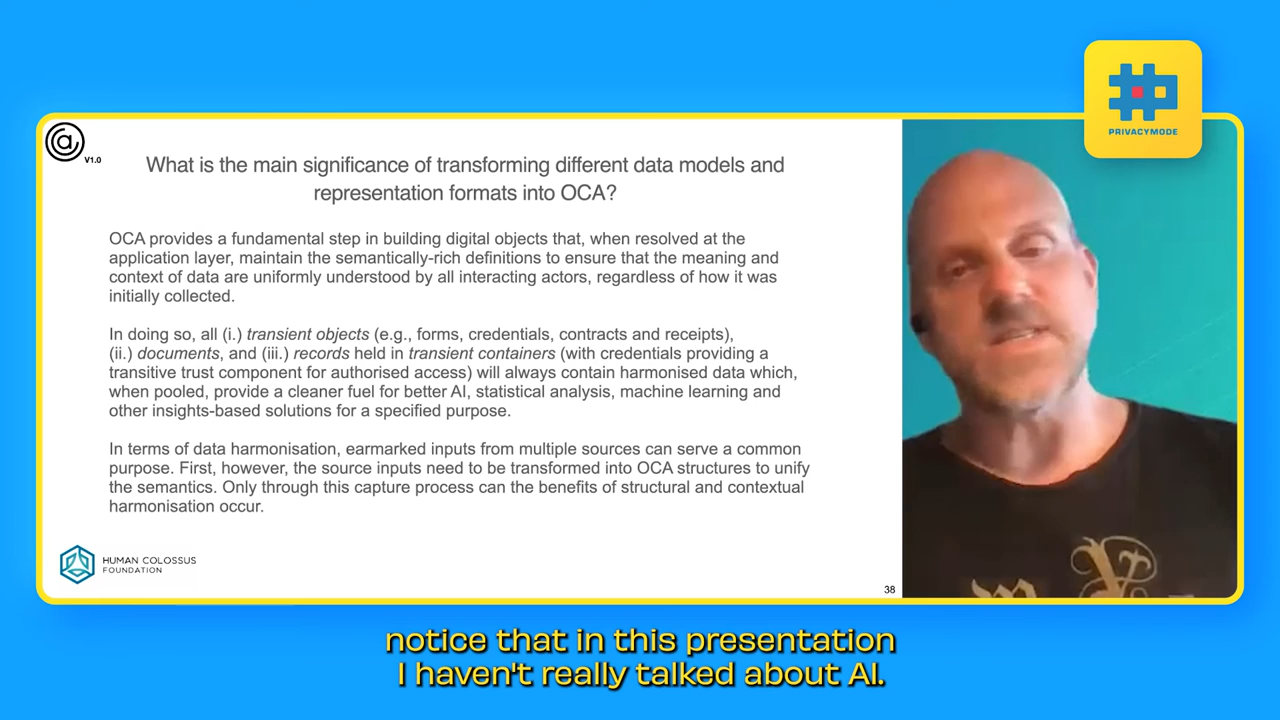 PRIVACYMODE
V1.0
What is the main significance of transforming different data models and
representation formats into OCA?
OCA provides a fundamental step in building digital objects that, when resolved at the
application layer, maintain the semantically-rich definitions to ensure that the meaning and
context of data are uniformly understood by all interacting actors, regardless of how it was
initially collected.
In doing so, all (i.) transient objects (e.g., forms, credentials, contracts and receipts),
(ii.) documents, and (iii.) records held in transient containers (with credentials providing a
transitive trust component for authorised access) will always contain harmonised data which,
when pooled, provide a cleaner fuel for better AI, statistical analysis, machine learning and
other insights-based solutions for a specified purpose.
In terms of data harmonisation, earmarked inputs from multiple sources can serve a common
purpose. First, however, the source inputs need to be transformed into OCA structures to unify
the semantics. Only through this capture process can the benefits of structural and contextual
harmonisation occur.
HUMAN COLOSSUS
FOUNDATION
38
notice that in this presentation
I haven't really talked about AI.